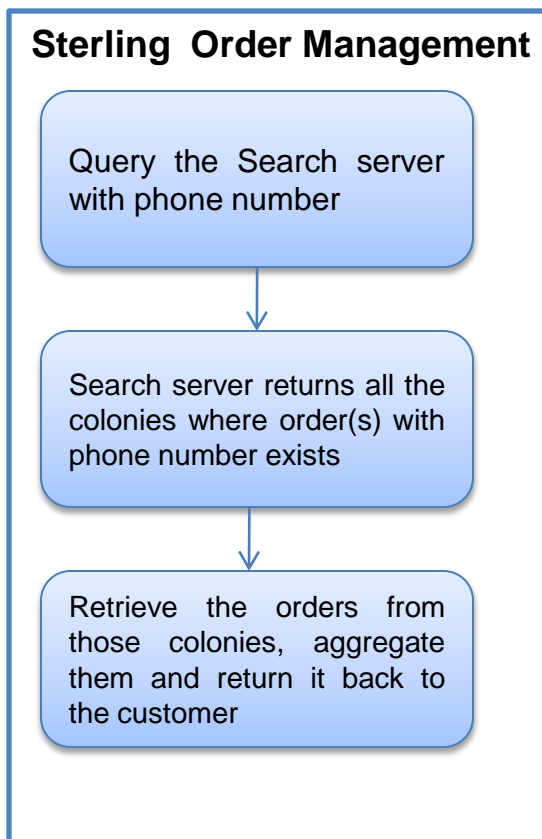 Sterling  Order Management
Query the Search server
with phone number
Search server returns all the
colonies where order(s) with
phone number exists
Retrieve the orders from
those colonies, aggregate
them and return it back to
the customer